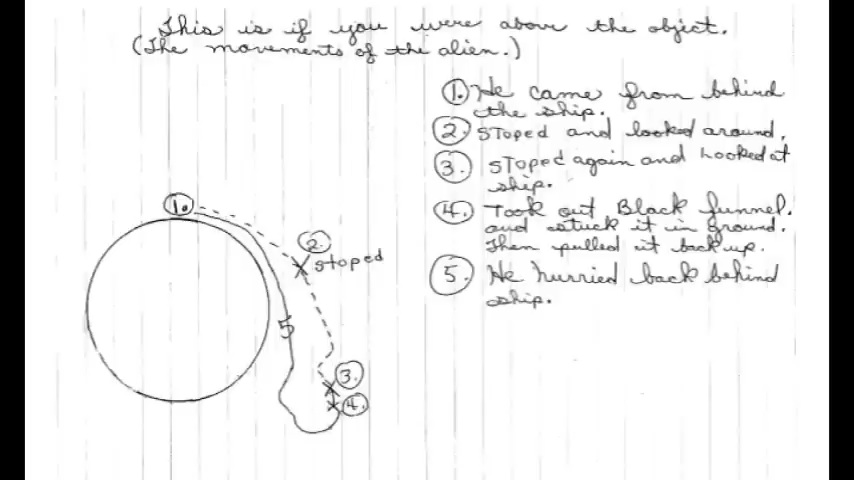 This is if you were above the object.
(The movements of the alien.)
1. He came from behind
the ship.
2. stoped and looked around.
3. stoped again and Looked at
ship.
4. Took out Black funnel.
and stuck it in ground.
Then pulled it back up.
5. He hurried back behind
ship.
1.
2.
stoped
5
3.
4.